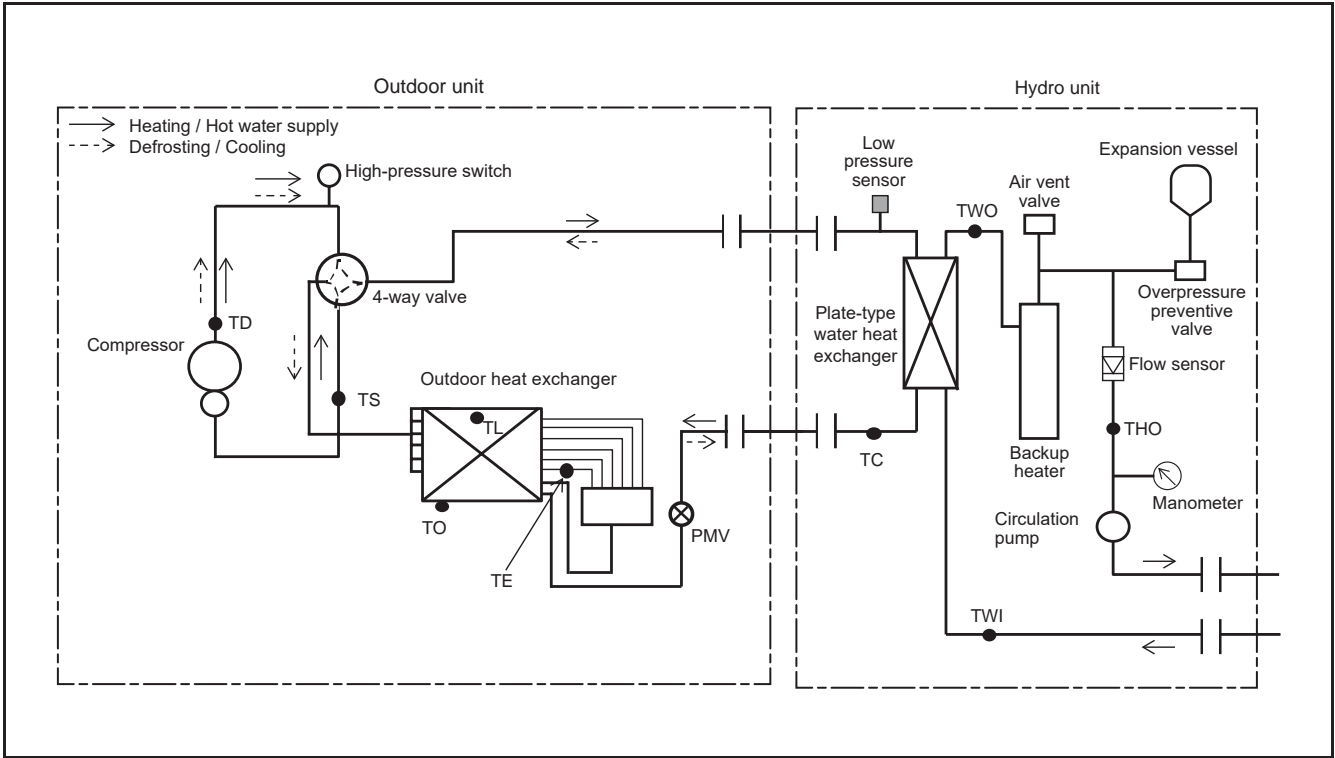 Outdoor unit
Hydro unit
Heating / Hot water supply
Defrosting / Cooling
High-pressure switch
4-way valve
TD
Compressor
TS
Outdoor heat exchanger
TL
TO
TE
PMV
Low
pressure
sensor
TWO
Air vent
valve
Expansion vessel
Overpressure
preventive
valve
Plate-type
water heat
exchanger
Flow sensor
TC
THO
Backup
heater
Manometer
Circulation
pump
TWI